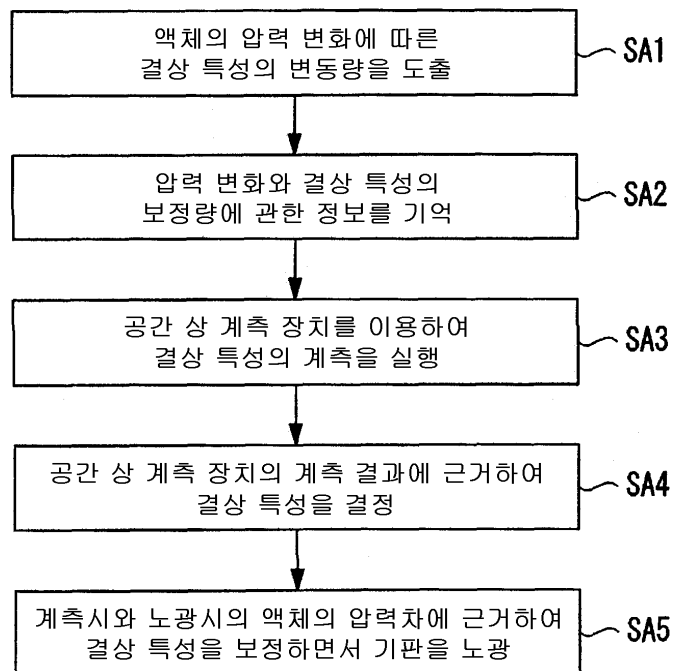 액체의 압력 변화에 따른
결상 특성의 변동량을 도출
SA1
압력 변화와 결상 특성의
보정량에 관한 정보를 기억
SA2
공간 상 계측 장치를 이용하여
결상 특성의 계측을 실행
SA3
공간 상 계측 장치의 계측 결과에 근거하여
결상 특성을 결정
SA4
계측시와 노광시의 액체의 압력차에 근거하여
결상 특성을 보정하면서 기판을 노광
SA5